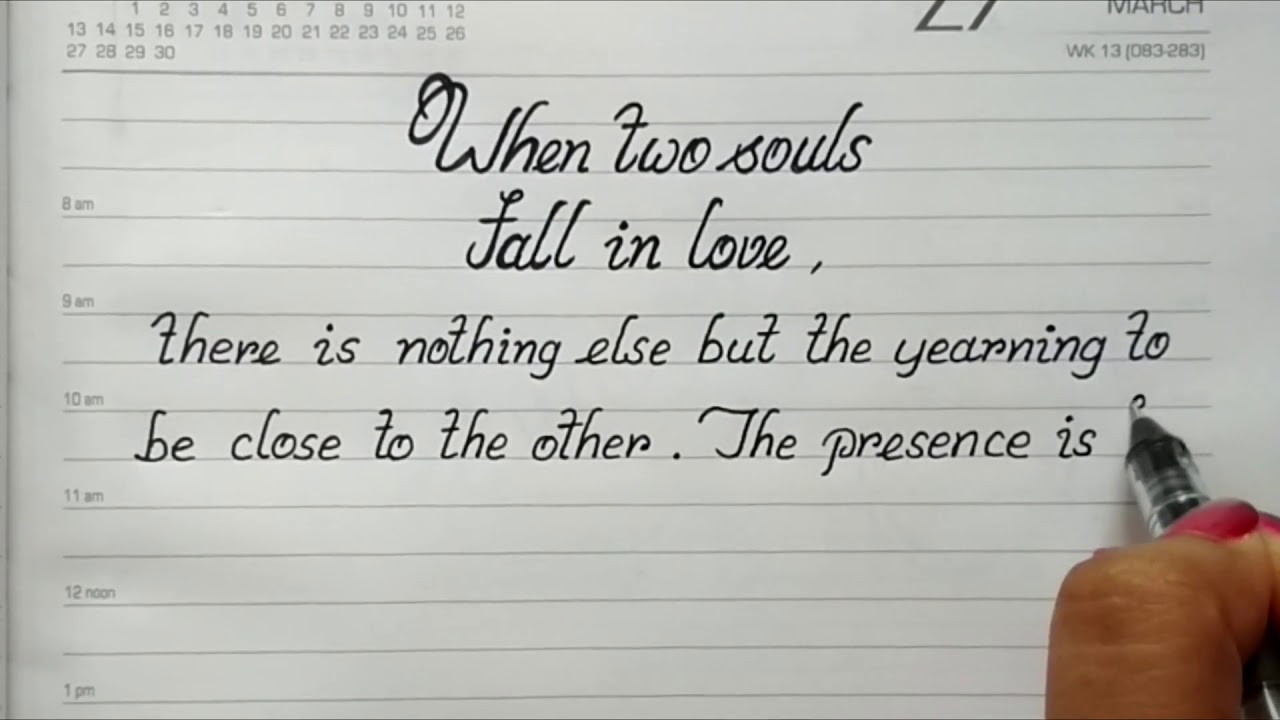 1 2 3 4 5 6 7 8 9 10 11 12
13 14 15 16 17 18 19 20 21 22 23 24 25 26
27 28 29 30
27 MARCH
WK 13 (083-283)
When two souls
8 am
fall in love,
9 am
there is nothing else but the yearning to
10 am
be close to the other. The presence is
11 am
12 noon
1 pm